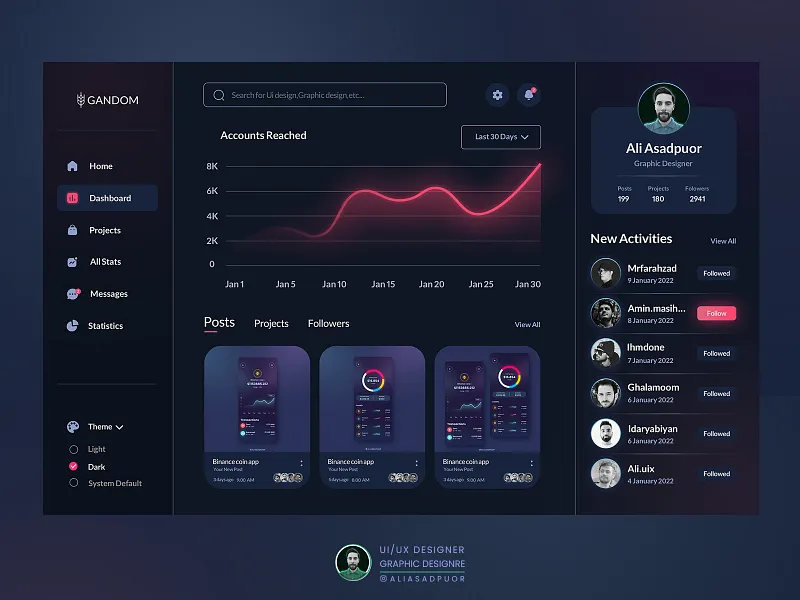 GANDOM
Home
Dashboard
Projects
All Stats
Messages
Statistics
Theme
Light
Dark
System Default
Search for Ui design,Graphic design,etc...
Accounts Reached
Last 30 Days
8K
6K
4K
2K
0
Jan 1 Jan 5 Jan 10 Jan 15 Jan 20 Jan 25 Jan 30
Posts Projects Followers View All
Binance coin app
Your New Post
3 days ago 9:00 AM
Binance coin app
Your New Post
5 days ago 8:00 AM
Binance coin app
Your New Post
3 days ago 9:00 AM
Ali Asadpuor
Graphic Designer
Posts Projects Folowers
199 180 2941
New Activities View All
Mrfarahzad
9 January 2022
Followed
Amin.masih...
8 January 2022
Follow
Ihmdone
7 January 2022
Followed
Ghalamoom
6 January 2022
Followed
Idaryabiyan
6 January 2022
Followed
Ali.uix
4 January 2022
Followed
UI/UX DESIGNER
GRAPHIC DESIGNRE
@ALIASADPUOR